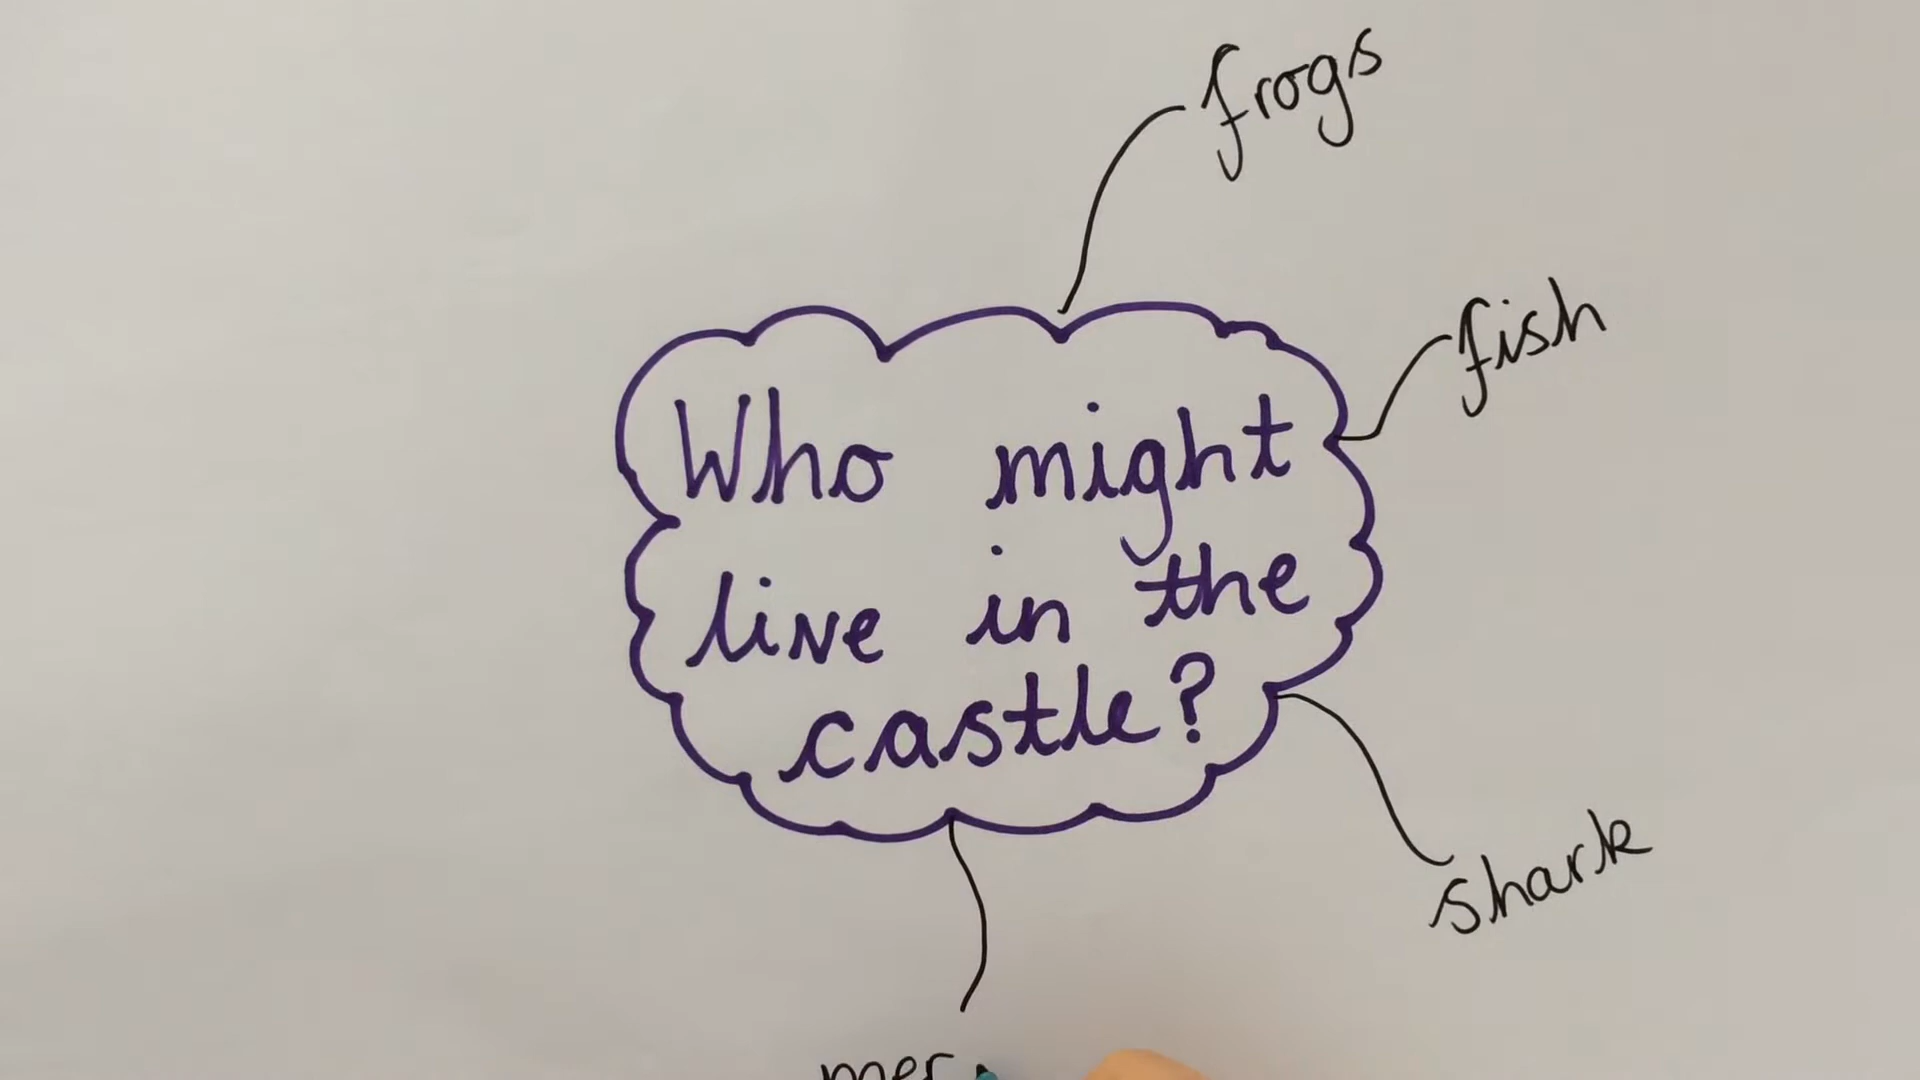 frogs
fish
Who might
live in the
castle?
shark
mer